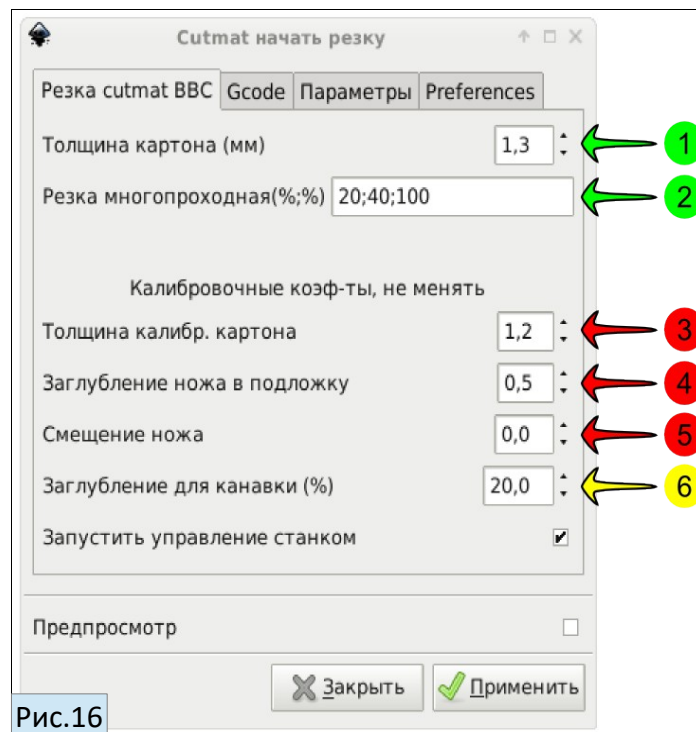 Cutmat начать резку
Резка cutmat BBC Gcode Параметры Preferences
Толщина картона (мм) 1,3 1
Резка многопроходная(%;%) 20;40;100 2
Калибровочные коэф-ты, не менять
Толщина калибр. картона 1,2 3
Заглубление ножа в подложку 0,5 4
Смещение ножа 0,0 5
Заглубление для канавки (%) 20,0 6
Запустить управление станком
Предпросмотр
Закрыть Применить
Рис.16